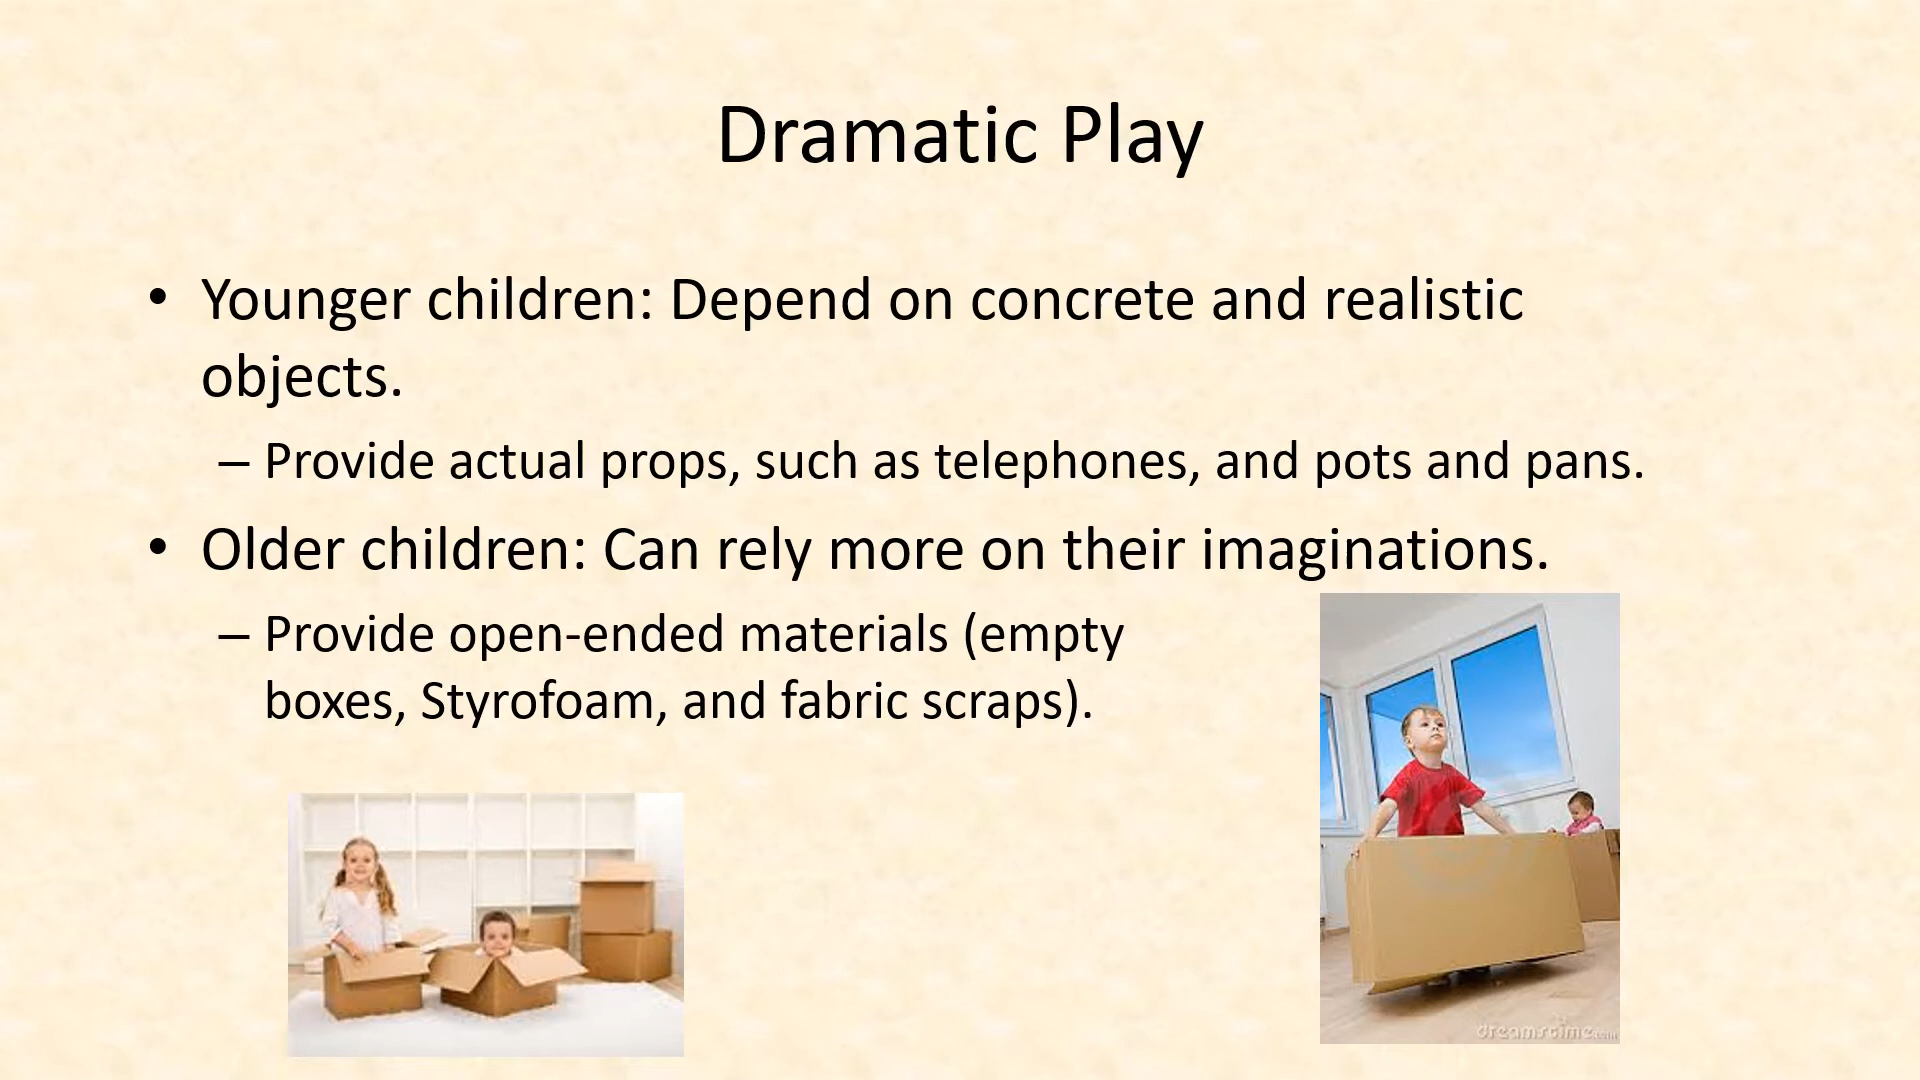 Dramatic Play
• Younger children: Depend on concrete and realistic
objects.
– Provide actual props, such as telephones, and pots and pans.
• Older children: Can rely more on their imaginations.
– Provide open-ended materials (empty
boxes, Styrofoam, and fabric scraps).
dreamstime.com